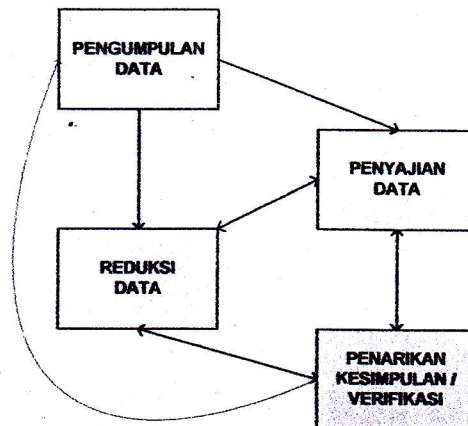 PENGUMPULAN
DATA
PENYAJIAN
DATA
REDUKSI
DATA
PENARIKAN
KESIMPULAN /
VERIFIKASI